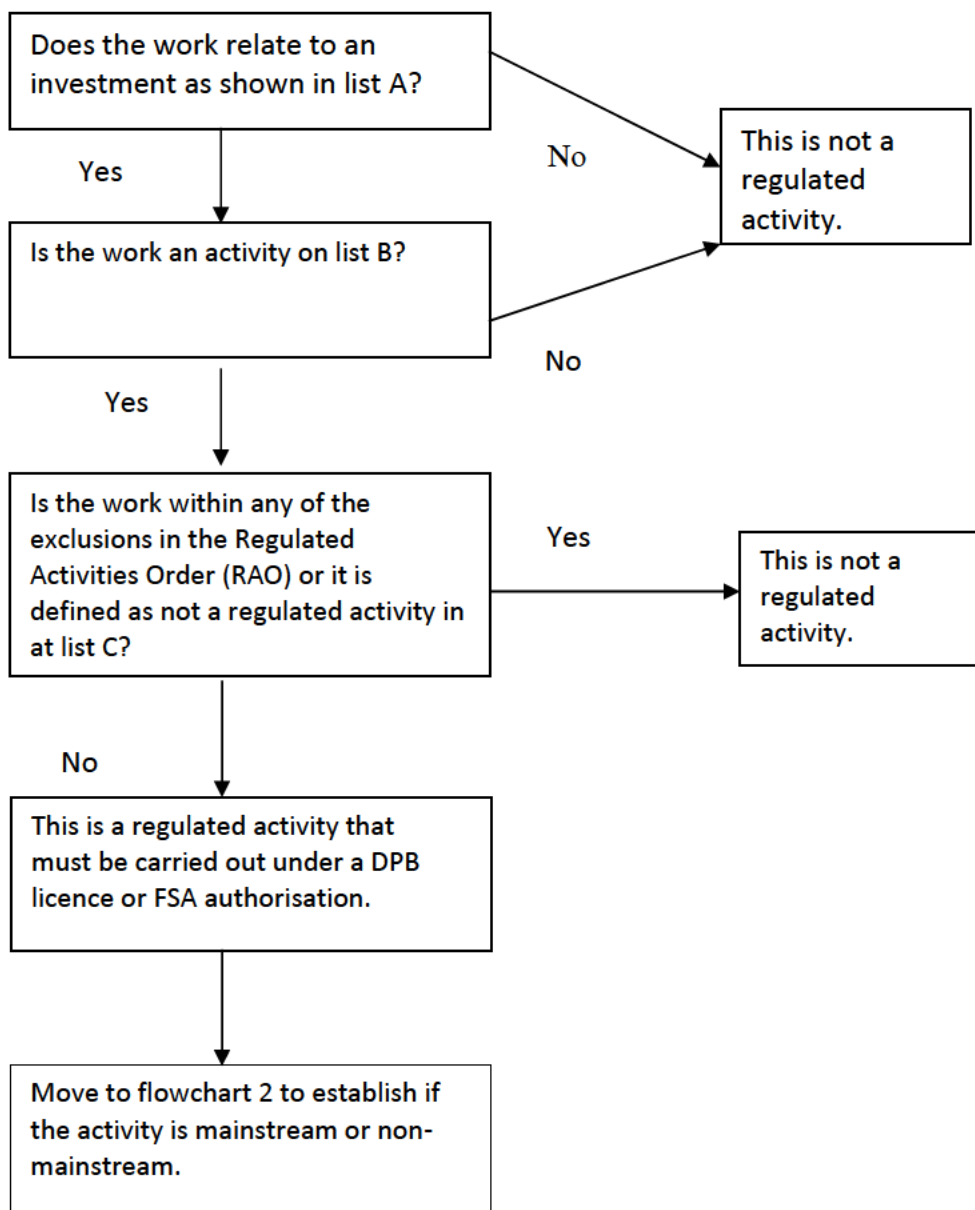 Does the work relate to an
investment as shown in list A?
Yes
No
This is not a
regulated
activity.
Is the work an activity on list B?
No
Yes
Is the work within any of the
exclusions in the Regulated
Activities Order (RAO) or it is
defined as not a regulated activity in
at list C?
Yes
This is not a
regulated
activity.
No
This is a regulated activity that
must be carried out under a DPB
licence or FSA authorisation.
Move to flowchart 2 to establish if
the activity is mainstream or non-
mainstream.